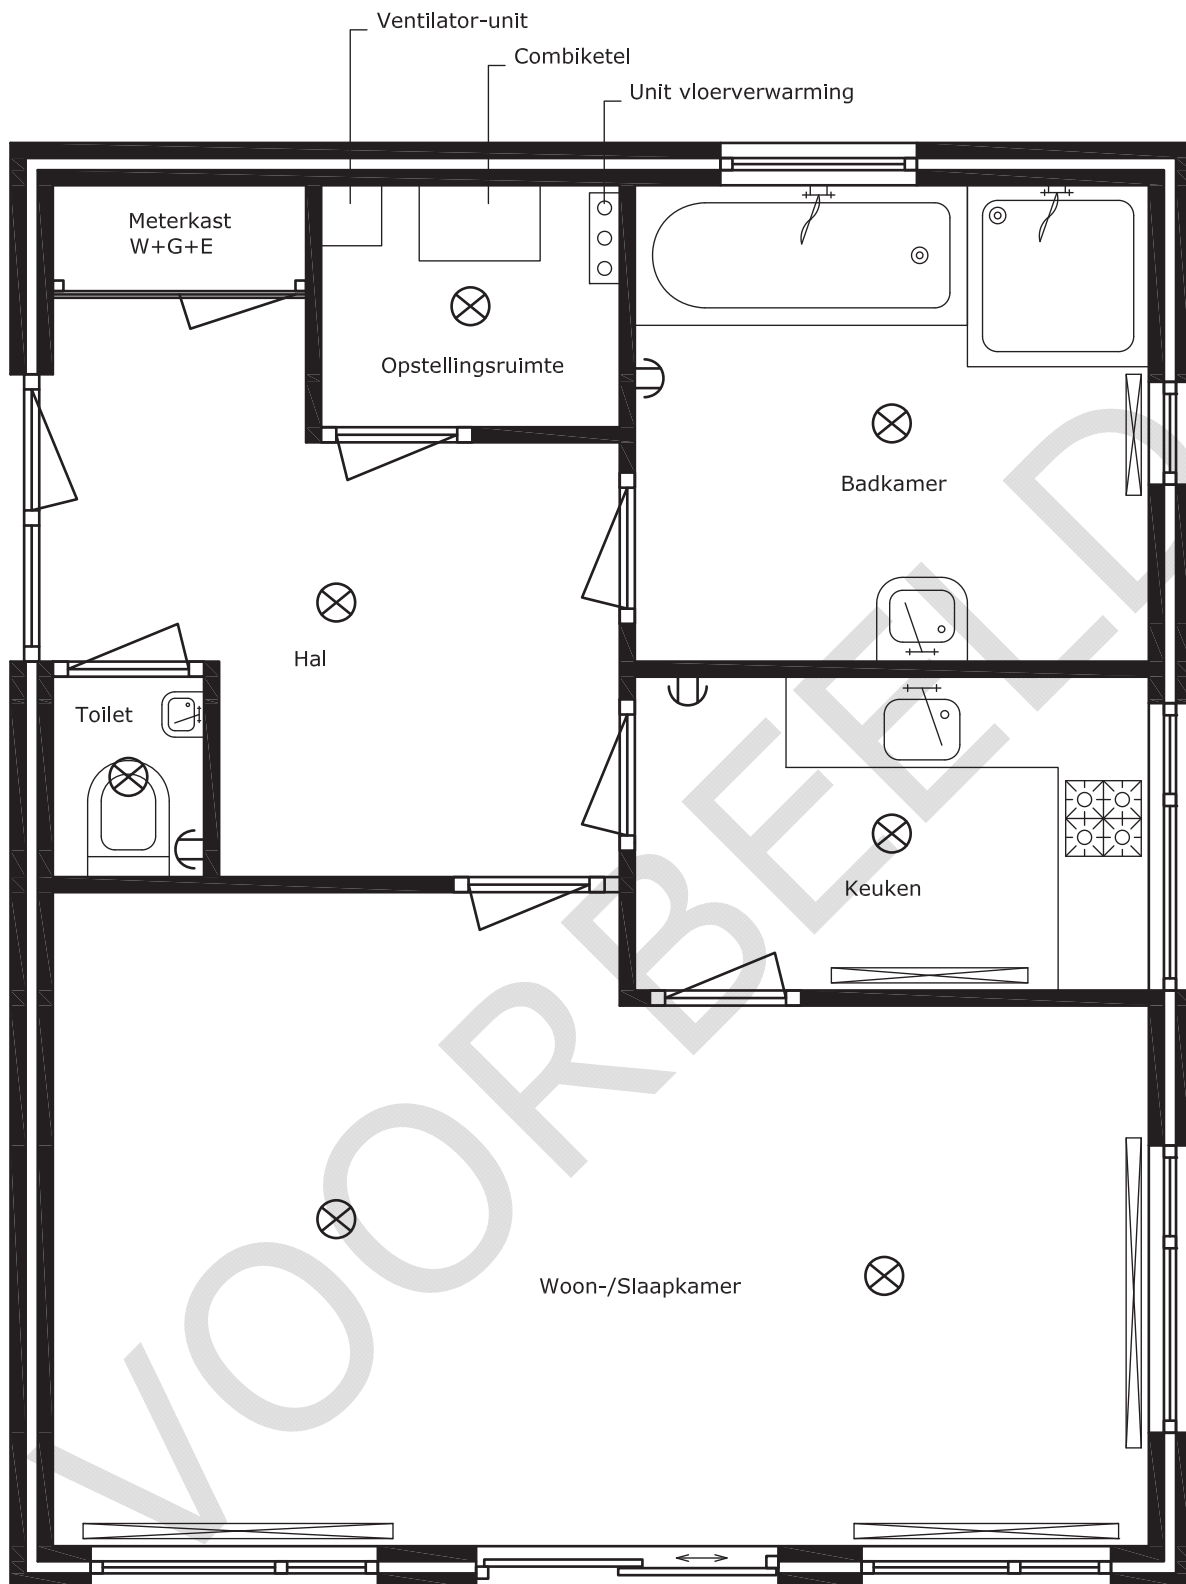 Ventilator-unit
Combiketel
Unit vloerverwarming
Meterkast
W+G+E
Opstellingsruimte
Badkamer
Hal
Toilet
Keuken
Woon-/Slaapkamer
VOORBEELD